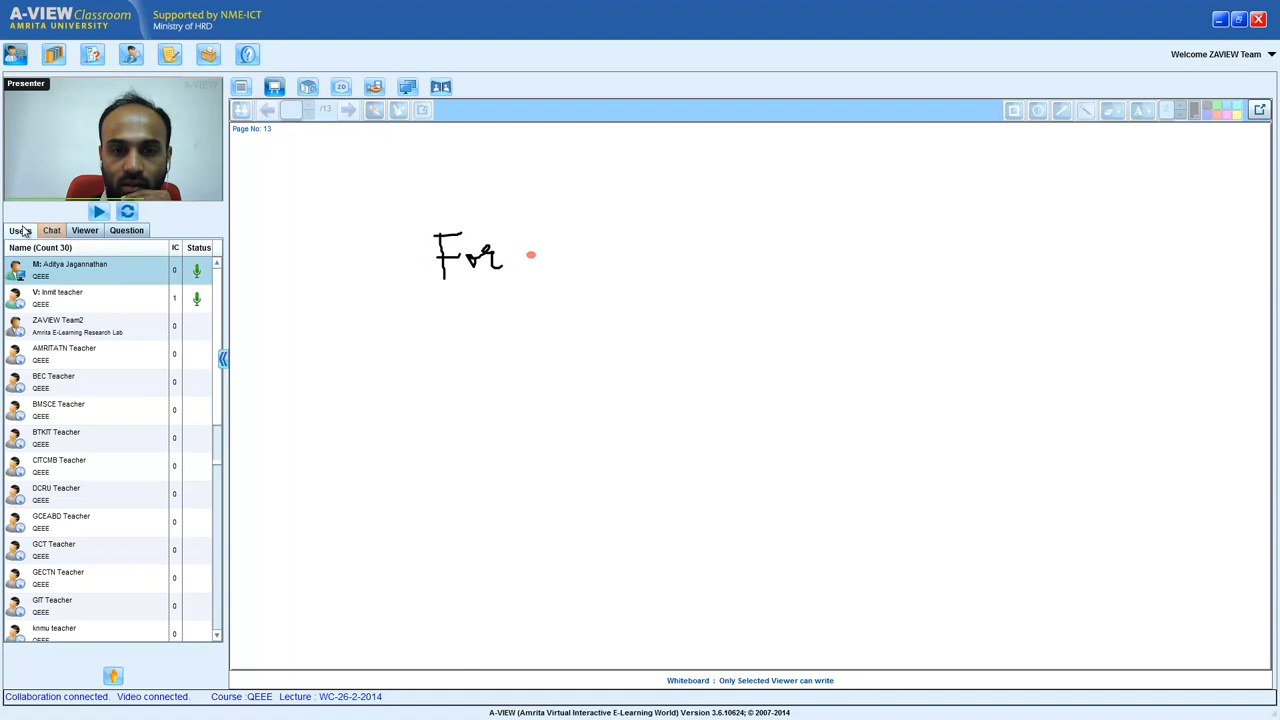 A-VIEW Classroom
AMRITA UNIVERSITY
Supported by NME-ICT
Ministry of HRD
Welcome ZAVIEW Team
Presenter
A-VIEW
/13
2D
A
2
Page No: 13
For
Users Chat Viewer Question
Name (Count 30) IC Status
M: Aditya Jagannathan 0
QEEE
V: Inmit teacher 1
QEEE
ZAVIEW Team2 0
Amrita E-Learning Research Lab
AMRITATN Teacher 0
QEEE
BEC Teacher 0
QEEE
BMSCE Teacher 0
QEEE
BTKIT Teacher 0
QEEE
CITCMB Teacher 0
QEEE
DCRU Teacher 0
QEEE
GCEABD Teacher 0
QEEE
GCT Teacher 0
QEEE
GECTN Teacher 0
QEEE
GIT Teacher 0
QEEE
knmu teacher 0
QEEE
Whiteboard : Only Selected Viewer can write
Collaboration connected. Video connected. Course :QEEE Lecture : WC-26-2-2014
A-VIEW (Amrita Virtual Interactive E-Learning World) Version 3.6.10624; © 2007-2014